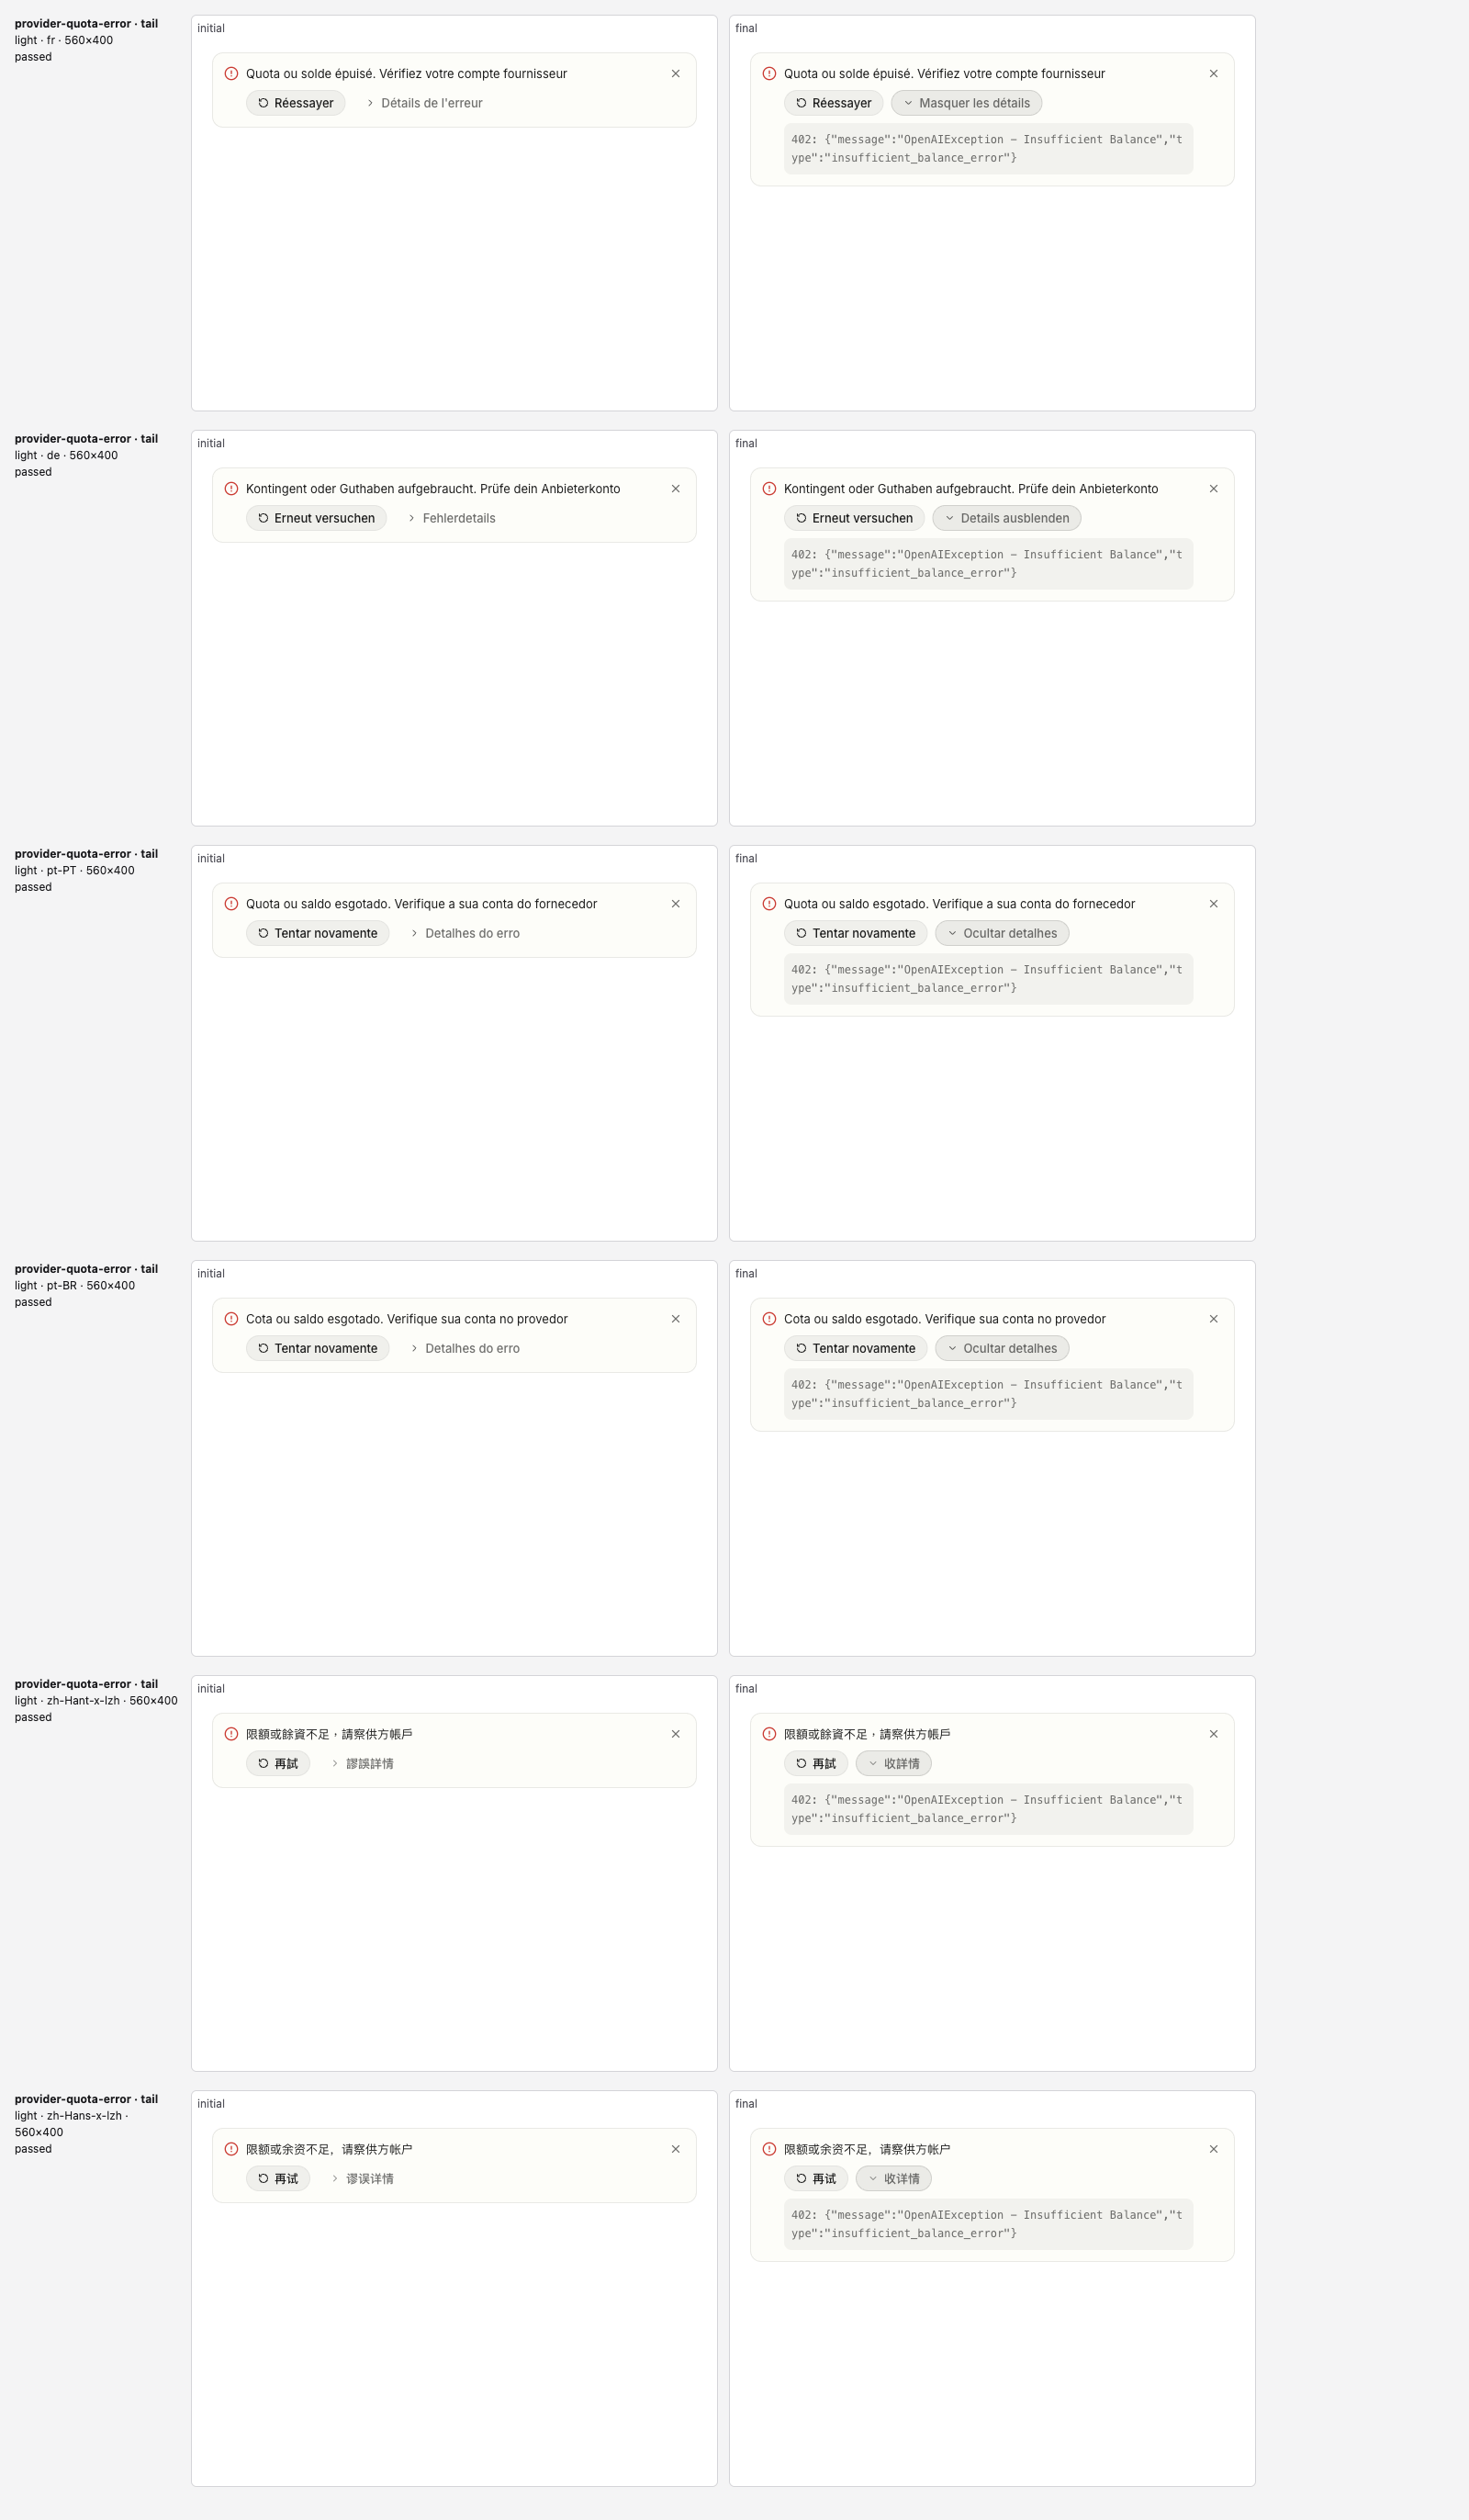 provider-quota-error · tail
light · fr · 560×400
passed
initial
Quota ou solde épuisé. Vérifiez votre compte fournisseur
Réessayer
Détails de l'erreur
final
Quota ou solde épuisé. Vérifiez votre compte fournisseur
Réessayer
Masquer les détails
402: {"message":"OpenAIException – Insufficient Balance","t
ype":"insufficient_balance_error"}
provider-quota-error · tail
light · de · 560×400
passed
initial
Kontingent oder Guthaben aufgebraucht. Prüfe dein Anbieterkonto
Erneut versuchen
Fehlerdetails
final
Kontingent oder Guthaben aufgebraucht. Prüfe dein Anbieterkonto
Erneut versuchen
Details ausblenden
402: {"message":"OpenAIException – Insufficient Balance","t
ype":"insufficient_balance_error"}
provider-quota-error · tail
light · pt-PT · 560×400
passed
initial
Quota ou saldo esgotado. Verifique a sua conta do fornecedor
Tentar novamente
Detalhes do erro
final
Quota ou saldo esgotado. Verifique a sua conta do fornecedor
Tentar novamente
Ocultar detalhes
402: {"message":"OpenAIException – Insufficient Balance","t
ype":"insufficient_balance_error"}
provider-quota-error · tail
light · pt-BR · 560×400
passed
initial
Cota ou saldo esgotado. Verifique sua conta no provedor
Tentar novamente
Detalhes do erro
final
Cota ou saldo esgotado. Verifique sua conta no provedor
Tentar novamente
Ocultar detalhes
402: {"message":"OpenAIException – Insufficient Balance","t
ype":"insufficient_balance_error"}
provider-quota-error · tail
light · zh-Hant-x-lzh · 560×400
passed
initial
限額或餘資不足，請察供方帳戶
再試
謬誤詳情
final
限額或餘資不足，請察供方帳戶
再試
收詳情
402: {"message":"OpenAIException – Insufficient Balance","t
ype":"insufficient_balance_error"}
provider-quota-error · tail
light · zh-Hans-x-lzh ·
560×400
passed
initial
限额或余资不足，请察供方帐户
再试
谬误详情
final
限额或余资不足，请察供方帐户
再试
收详情
402: {"message":"OpenAIException – Insufficient Balance","t
ype":"insufficient_balance_error"}